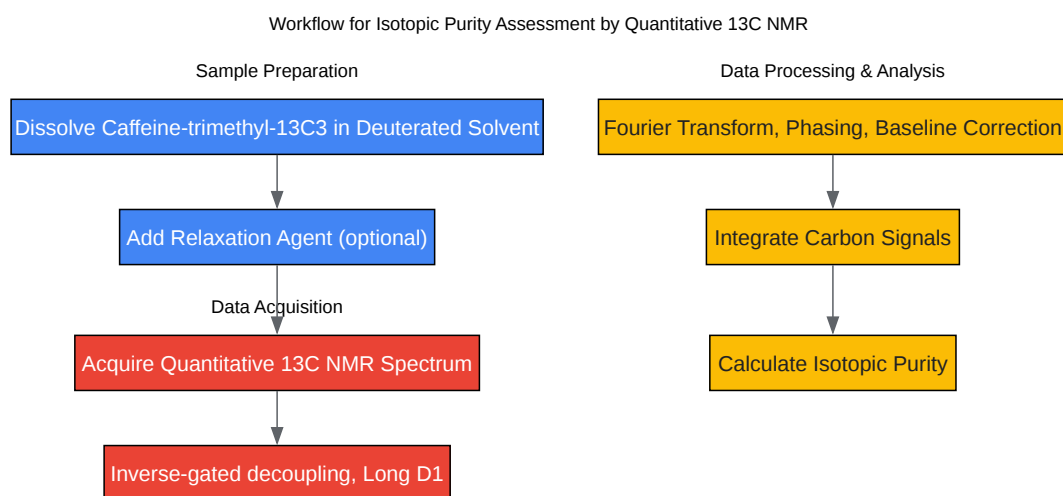 Workflow for Isotopic Purity Assessment by Quantitative 13C NMR
Sample Preparation
Dissolve Caffeine-trimethyl-13C3 in Deuterated Solvent
Add Relaxation Agent (optional)
Data Acquisition
Acquire Quantitative 13C NMR Spectrum
Inverse-gated decoupling, Long D1
Data Processing & Analysis
Fourier Transform, Phasing, Baseline Correction
Integrate Carbon Signals
Calculate Isotopic Purity